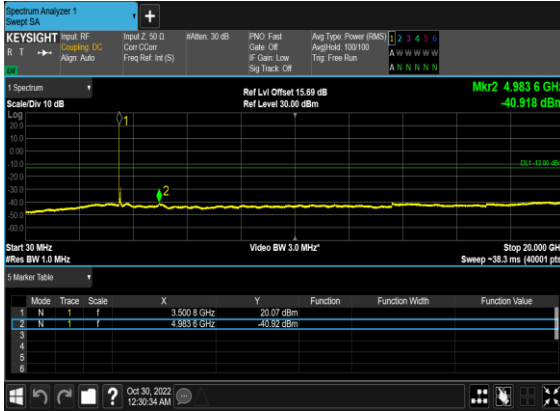 Spectrum Analyzer 1
Swept SA
+
KEYSIGHT Input: RF Input Z: 50 Ω #Atten: 30 dB PNO: Fast Avg Type: Power (RMS) 1 2 3 4 5 6
R T Coupling: DC Corr CCorr Gate: Off Avg|Hold: 100/100 A W W W W W
Align: Auto Freq Ref: Int (S) IF Gain: Low Trig: Free Run
Sig Track: Off A N N N N N
1 Spectrum Ref Lvl Offset 15.69 dB Mkr2 4.983 6 GHz
Scale/Div 10 dB Ref Level 30.00 dBm -40.918 dBm
Log
1
20.0
10.0
0.00
-10.0 DL1 -13.00 dBm
-20.0
-30.0
2
-40.0
-50.0
-60.0
Start 30 MHz Video BW 3.0 MHz* Stop 20.000 GHz
#Res BW 1.0 MHz Sweep ~38.3 ms (40001 pts)
5 Marker Table
Mode Trace Scale X Y Function Function Width Function Value
1 N 1 f 3.500 8 GHz 20.07 dBm
2 N 1 f 4.983 6 GHz -40.92 dBm
3
4
5
6
? Oct 30, 2022
12:30:34 AM